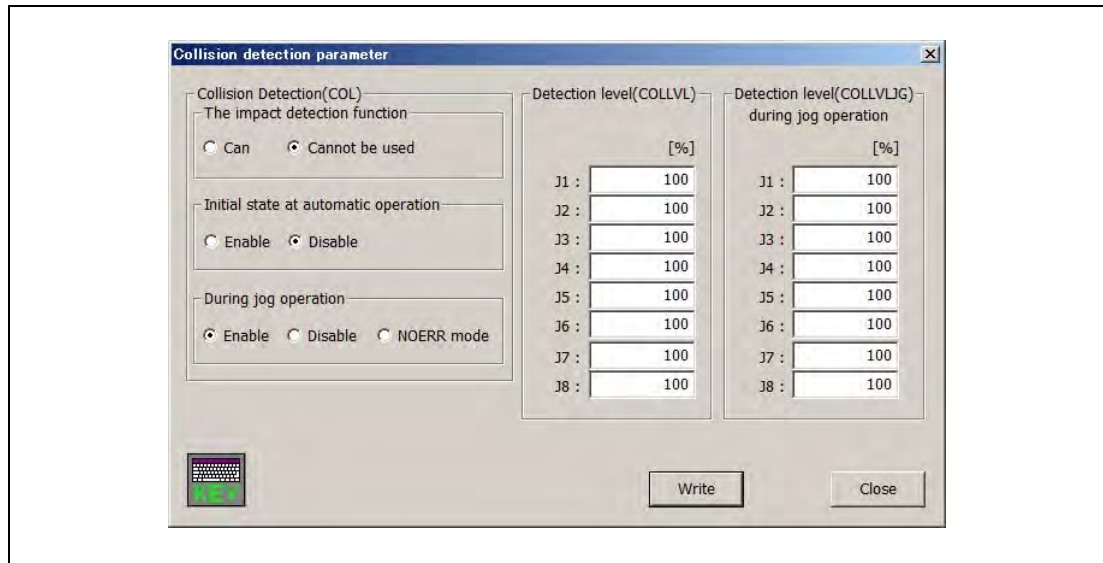 Collision detection parameter
Collision Detection(COL)
The impact detection function
Can Cannot be used
Initial state at automatic operation
Enable Disable
During jog operation
Enable Disable NOERR mode
Detection level(COLLVL)
[%]
J1 : 100
J2 : 100
J3 : 100
J4 : 100
J5 : 100
J6 : 100
J7 : 100
J8 : 100
Detection level(COLLVLJG)
during jog operation
[%]
J1 : 100
J2 : 100
J3 : 100
J4 : 100
J5 : 100
J6 : 100
J7 : 100
J8 : 100
KEY
Write Close